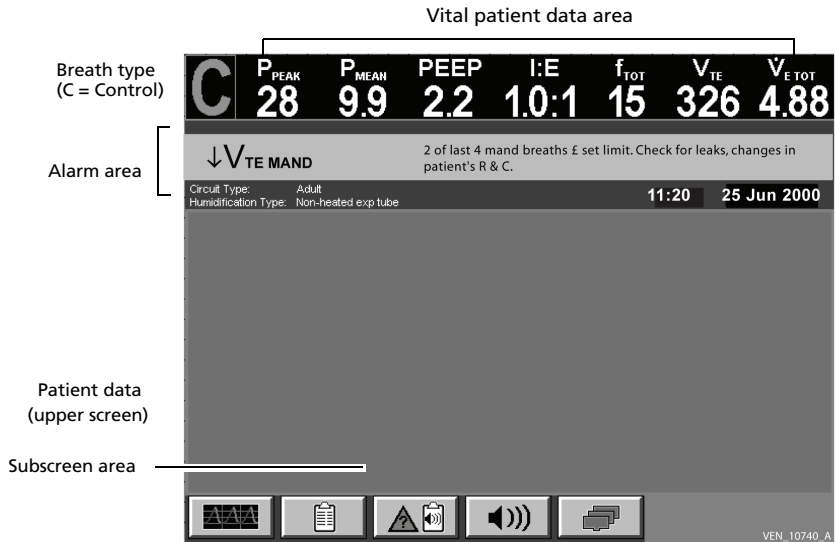 Vital patient data area
Breath type
(C = Control)
C
PPEAK PMEAN PEEP I:E fTOT VTE V̇E TOT
28 9.9 2.2 1.0:1 15 326 4.88
Alarm area
↓VTE MAND
2 of last 4 mand breaths £ set limit. Check for leaks, changes in
patient's R & C.
Circuit Type: Adult
Humidification Type: Non-heated exp tube
11:20 25 Jun 2000
Patient data
(upper screen)
Subscreen area
?
VEN_10740_A